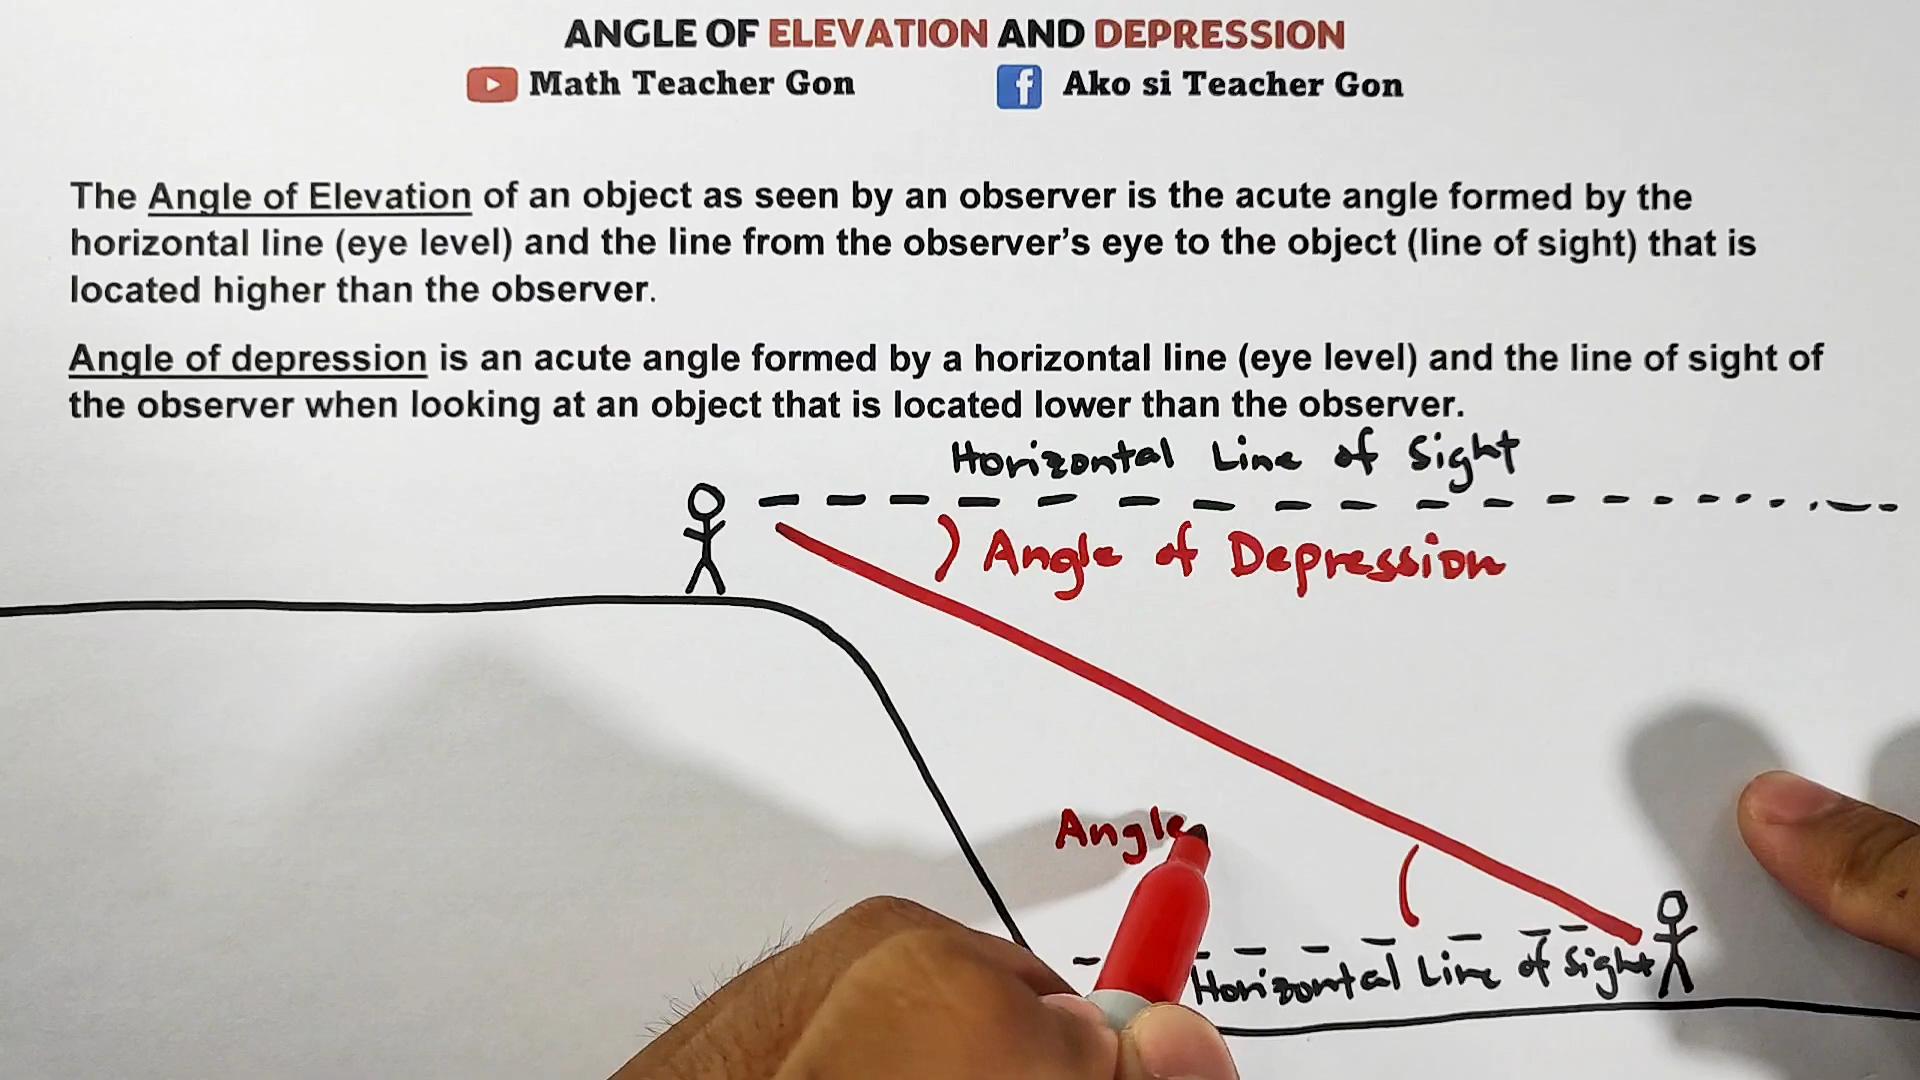 ANGLE OF ELEVATION AND DEPRESSION
Math Teacher Gon
Ako si Teacher Gon
The Angle of Elevation of an object as seen by an observer is the acute angle formed by the
horizontal line (eye level) and the line from the observer's eye to the object (line of sight) that is
located higher than the observer.
Angle of depression is an acute angle formed by a horizontal line (eye level) and the line of sight of
the observer when looking at an object that is located lower than the observer.
Horizontal Line of Sight
Angle of Depression
Angle
Horizontal Line of Sight